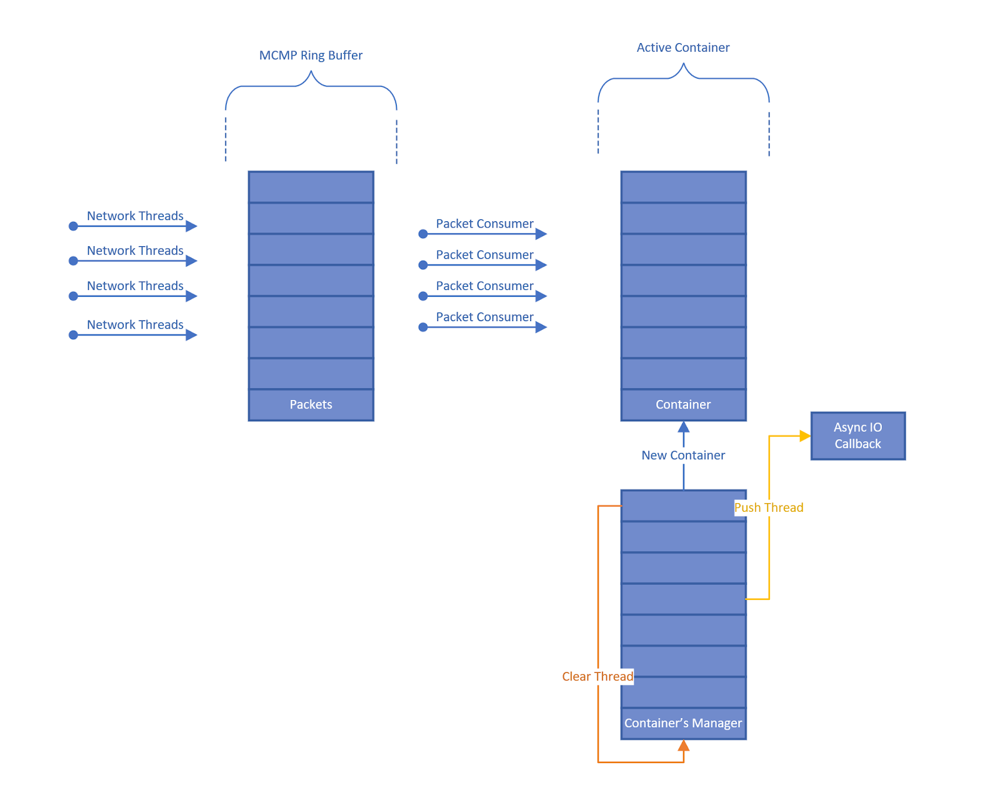 MCMP Ring Buffer
Active Container
Network Threads
Network Threads
Network Threads
Network Threads
Packet Consumer
Packet Consumer
Packet Consumer
Packet Consumer
Packets
Container
Async IO
Callback
New Container
Push Thread
Clear Thread
Container’s Manager